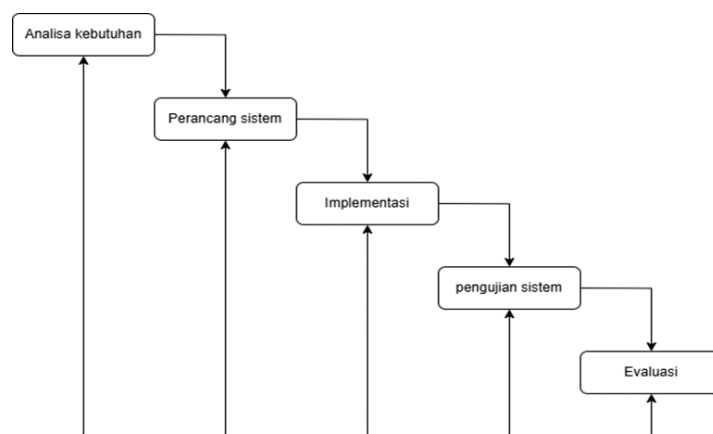 Analisa kebutuhan
Perancang sistem
Implementasi
pengujian sistem
Evaluasi